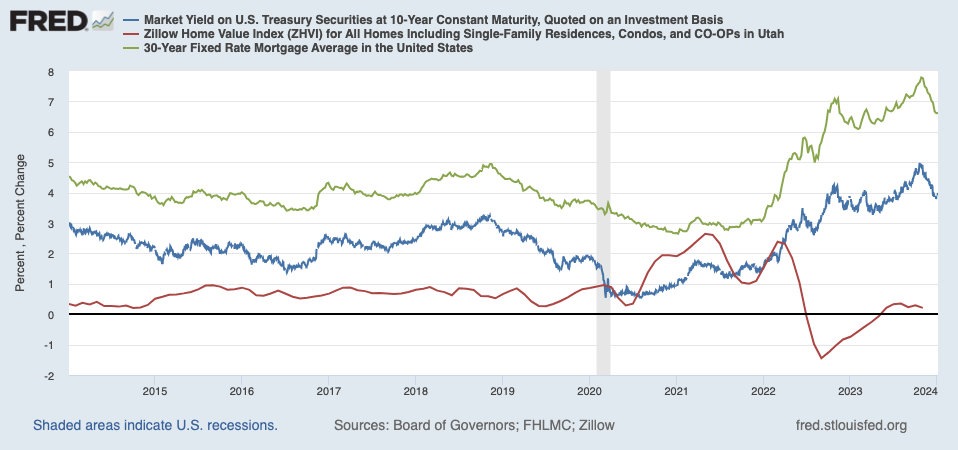 FRED
Market Yield on U.S. Treasury Securities at 10-Year Constant Maturity, Quoted on an Investment Basis
Zillow Home Value Index (ZHVI) for All Homes Including Single-Family Residences, Condos, and CO-OPs in Utah
30-Year Fixed Rate Mortgage Average in the United States
Percent , Percent Change
8
7
6
5
4
3
2
1
0
-1
-2
2015
2016
2017
2018
2019
2020
2021
2022
2023
2024
Shaded areas indicate U.S. recessions.
Sources: Board of Governors; FHLMC; Zillow
fred.stlouisfed.org